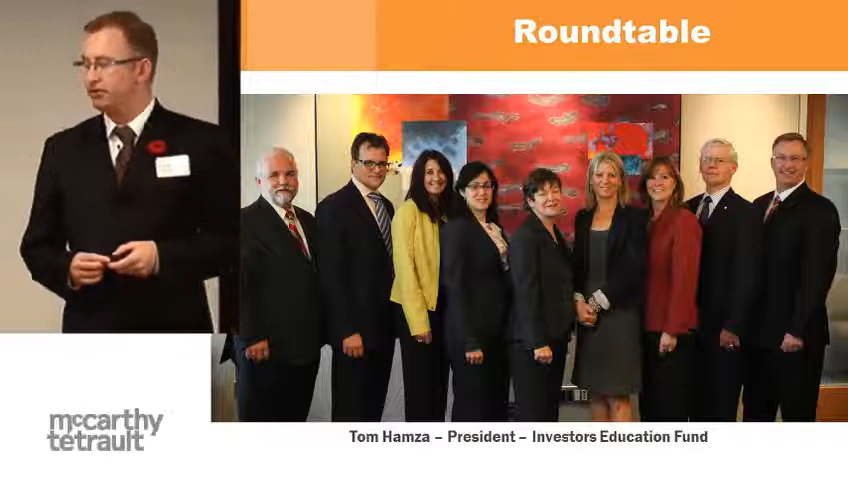 Roundtable
mccarthy
tetrault
Tom Hamza – President – Investors Education Fund